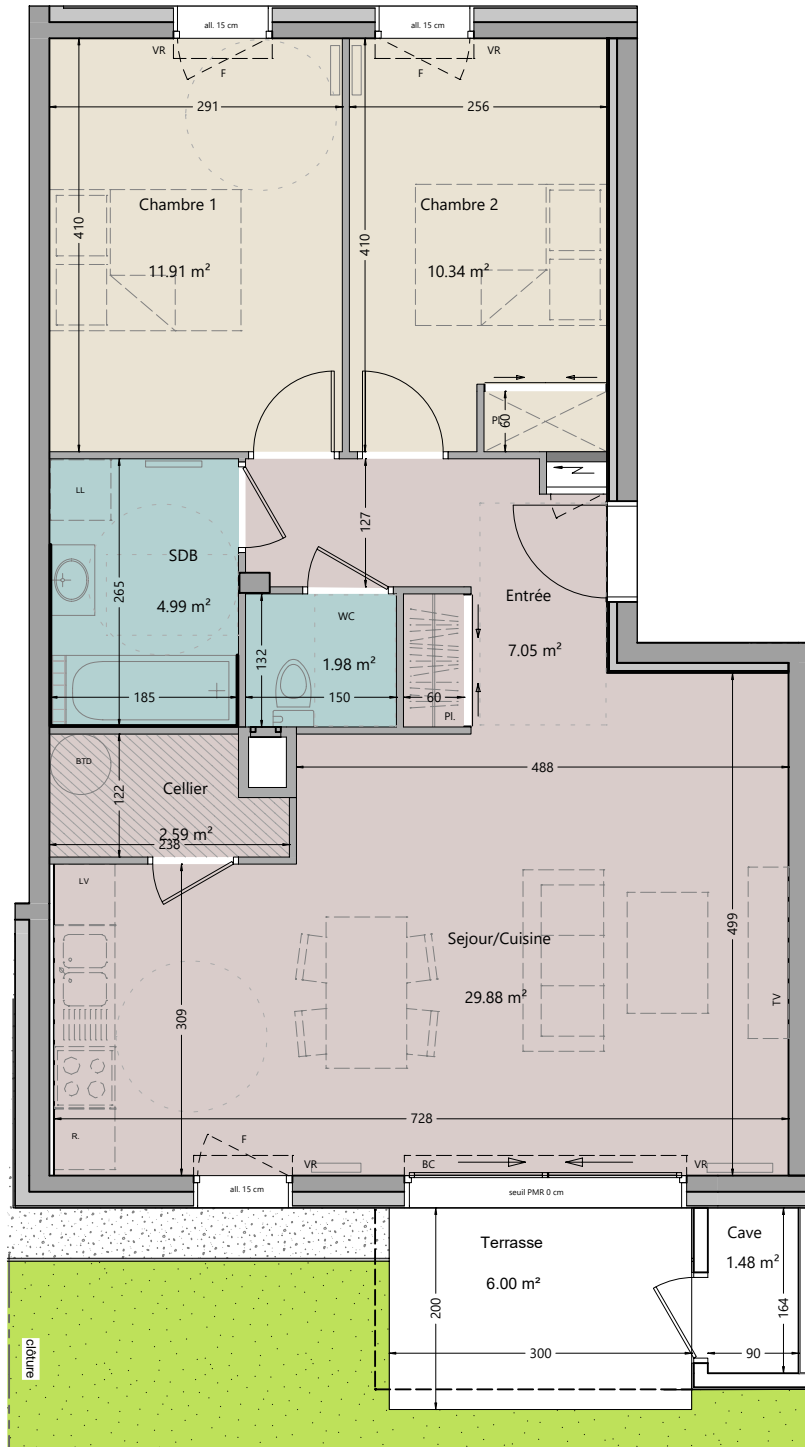 all. 15 cm
all. 15 cm
VR
F
F
VR
291
256
Chambre 1
11.91 m²
410
Chambre 2
10.34 m²
410
Pl.
60
LL
SDB
4.99 m²
265
185
127
WC
1.98 m²
132
150
60
Pl.
Entrée
7.05 m²
BTD
Cellier
2.59 m²
122
238
488
LV
Sejour/Cuisine
29.88 m²
499
309
TV
728
R.
F
VR
BC
VR
all. 15 cm
seuil PMR 0 cm
Terrasse
6.00 m²
200
300
Cave
1.48 m²
164
90
clôture